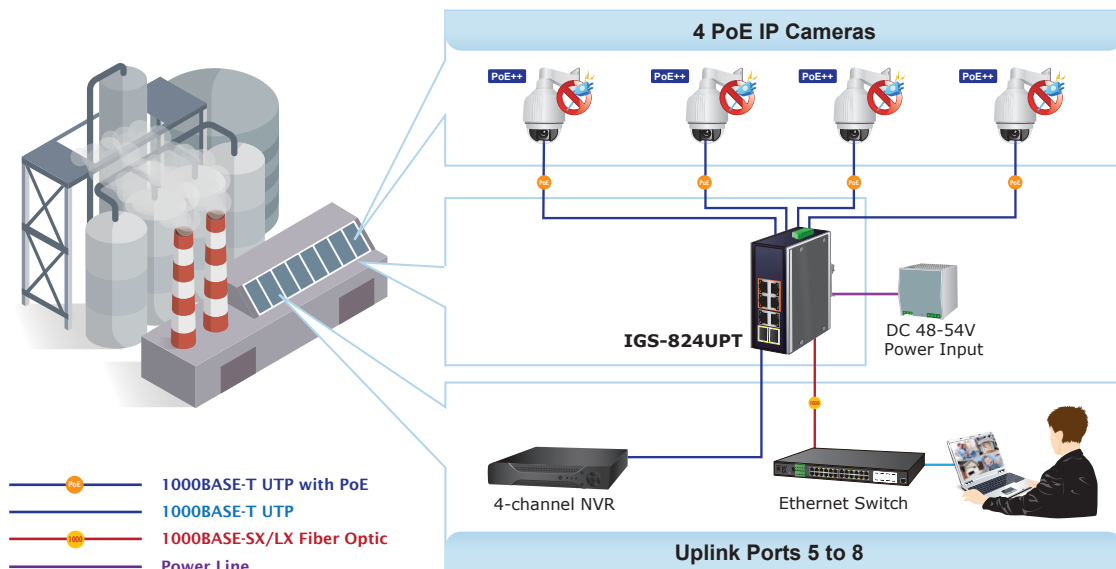 4 PoE IP Cameras
PoE++ PoE++ PoE++ PoE++
PoE PoE PoE PoE
IGS-824UPT
DC 48-54V
Power Input
1000
4-channel NVR
Ethernet Switch
PoE 1000BASE-T UTP with PoE
1000BASE-T UTP
1000 1000BASE-SX/LX Fiber Optic
Power Line
Uplink Ports 5 to 8